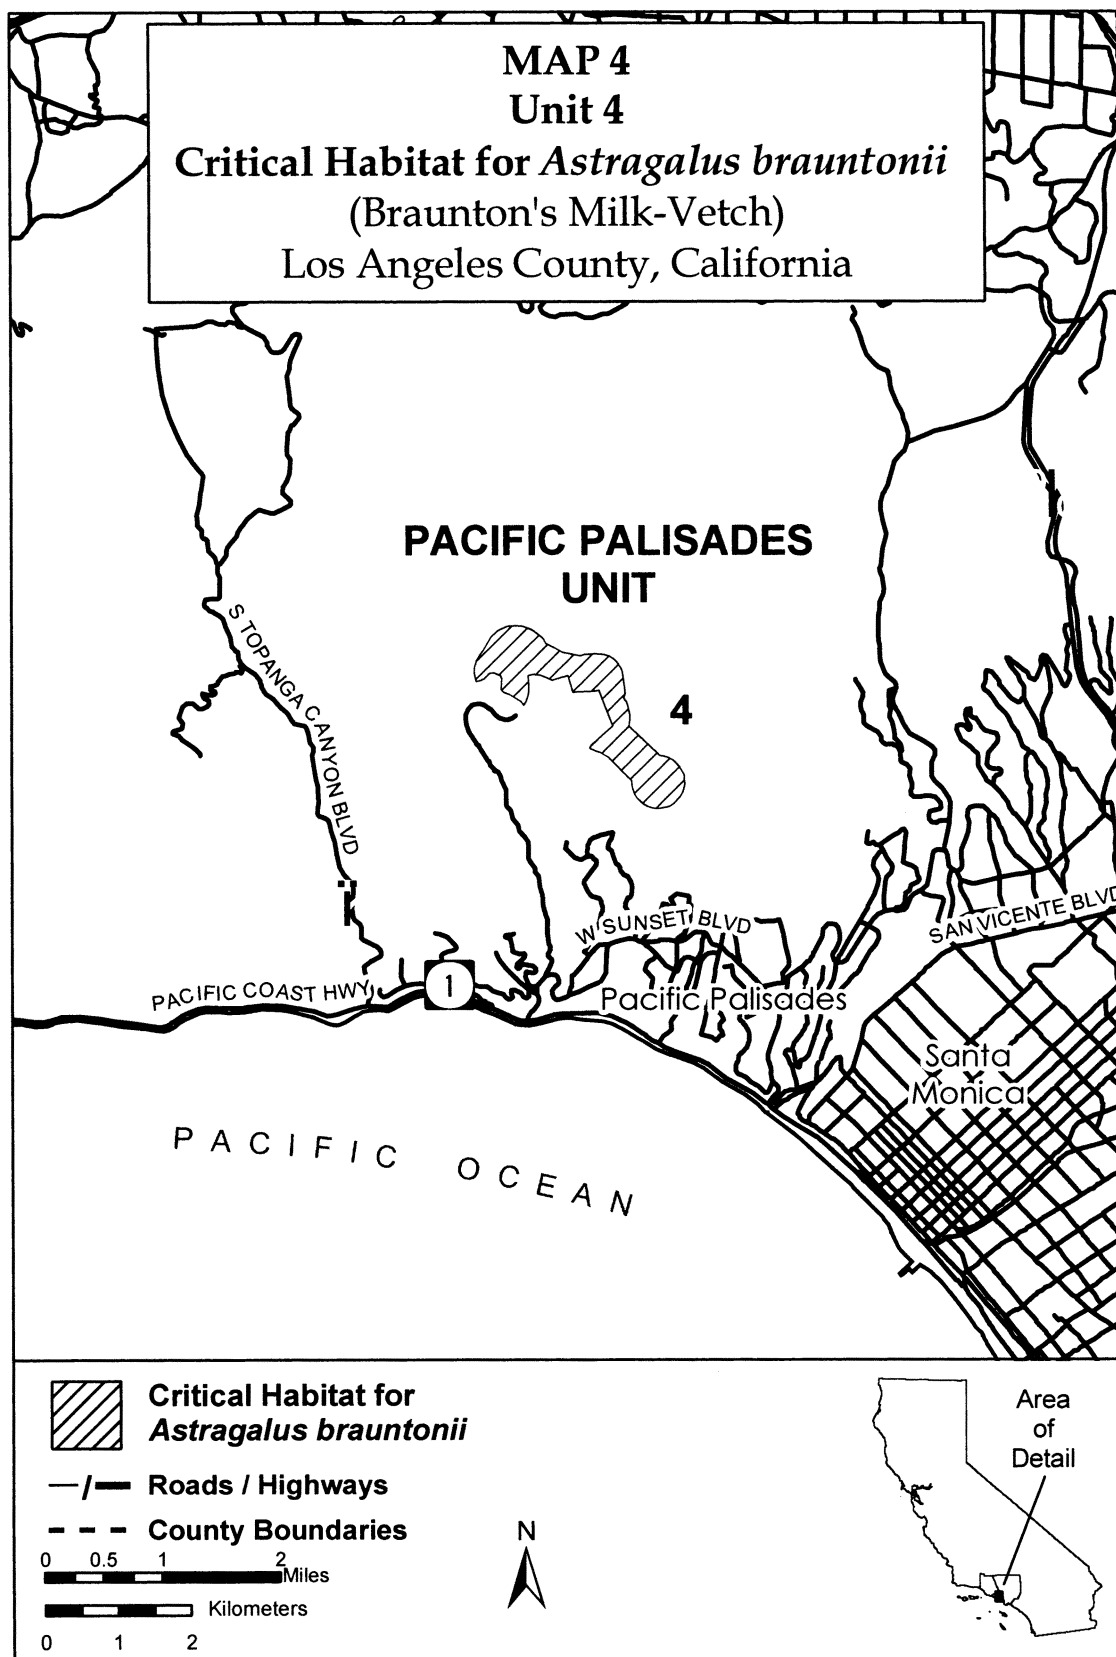 MAP 4
Unit 4
Critical Habitat for Astragalus brauntonii
(Braunton's Milk-Vetch)
Los Angeles County, California
PACIFIC PALISADES
UNIT
S TOPANGA CANYON BLVD
4
W SUNSET BLVD
SAN VICENTE BLVD
PACIFIC COAST HWY
1
Pacific Palisades
Santa
Monica
PACIFIC OCEAN
Critical Habitat for
Astragalus brauntonii
Roads / Highways
County Boundaries
0 0.5 1 2
Miles
Kilometers
0 1 2
N
Area
of
Detail